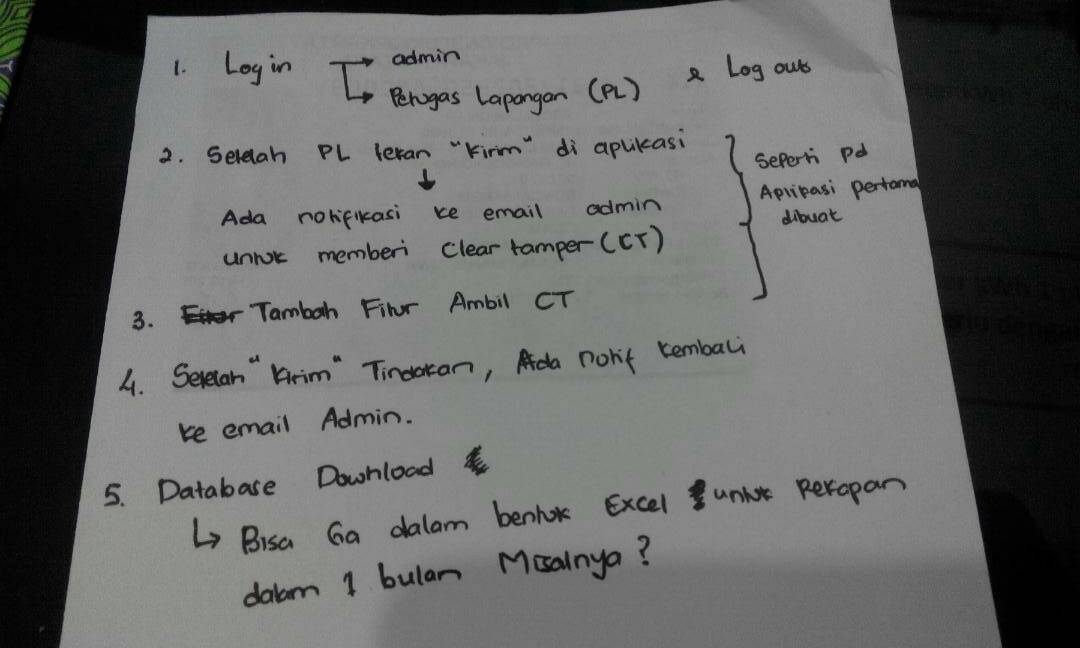 1. Login → admin
↳ Petugas Lapangan (PL) & Log out
2. Setelah PL tekan "Kirim" di aplikasi
↓
Ada notifikasi ke email admin
untuk memberi Clear tamper (CT)
Seperti pd
Aplikasi pertama
dibuat
3. Fitur Tambah Fitur Ambil CT
4. Setelah "Kirim" Tindakan, Ada notif kembali
ke email Admin.
5. Database Download
↳ Bisa Ga dalam bentuk Excel untuk Rekapan
dalam 1 bulan Misalnya?